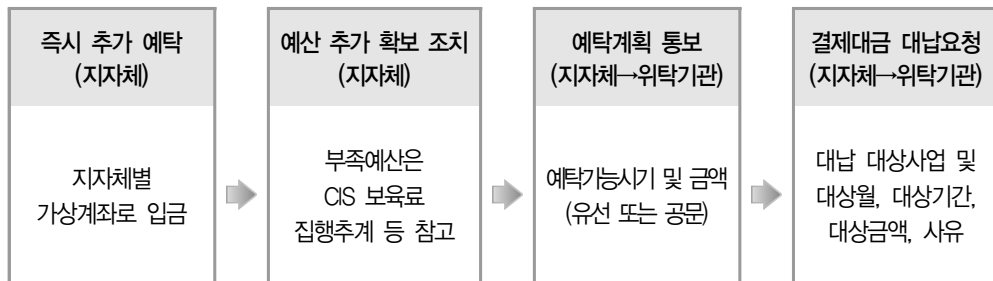 즉시 추가 예탁
(지자체)
지자체별
가상계좌로 입금
예산 추가 확보 조치
(지자체)
부족예산은
CIS 보육료
집행추계 등 참고
예탁계획 통보
(지자체→위탁기관)
예탁가능시기 및 금액
(유선 또는 공문)
결제대금 대납요청
(지자체→위탁기관)
대납 대상사업 및
대상월, 대상기간,
대상금액, 사유